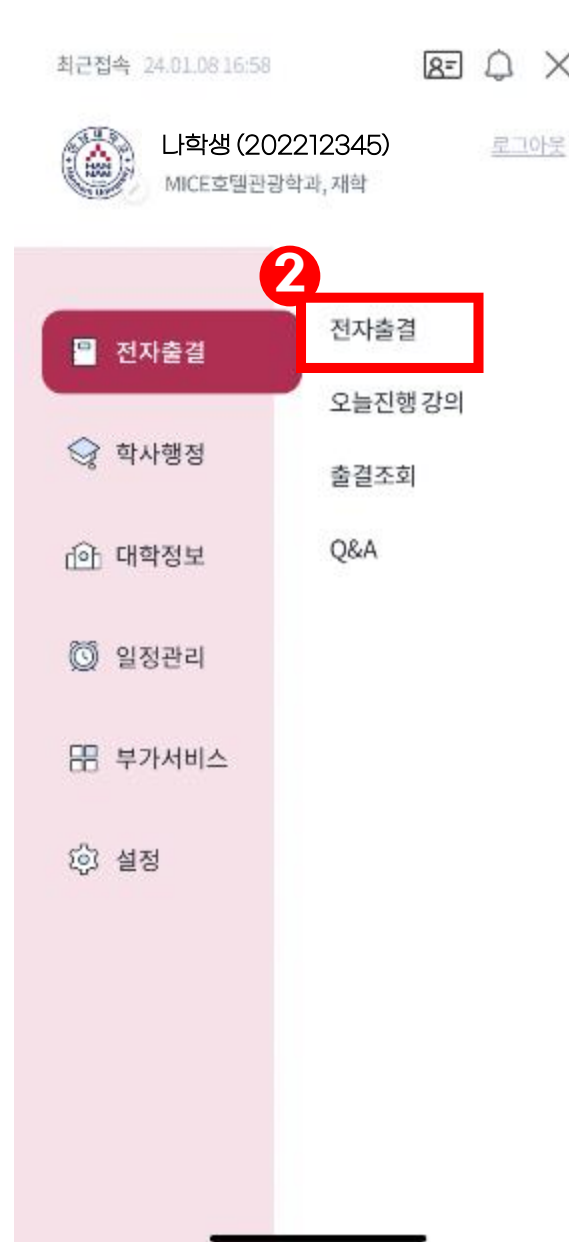 최근접속 24.01.08 16:58
나학생 (202212345)
로그아웃
MICE호텔관광학과, 재학
HAN
NAM
2
전자출결
전자출결
오늘진행 강의
학사행정
출결조회
대학정보
Q&A
일정관리
부가서비스
설정